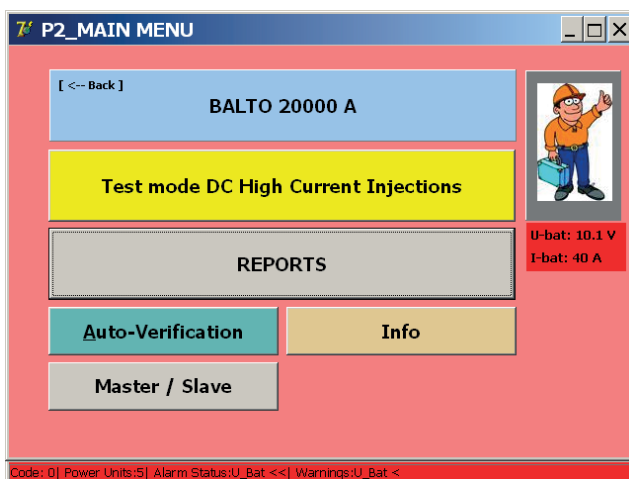 P2_MAIN MENU
[ <-- Back ]
BALTO 20000 A
Test mode DC High Current Injections
U-bat: 10.1 V
I-bat: 40 A
REPORTS
Auto-Verification
Info
Master / Slave
Code: 0| Power Units:5| Alarm Status:U_Bat <<| Warnings:U_Bat <